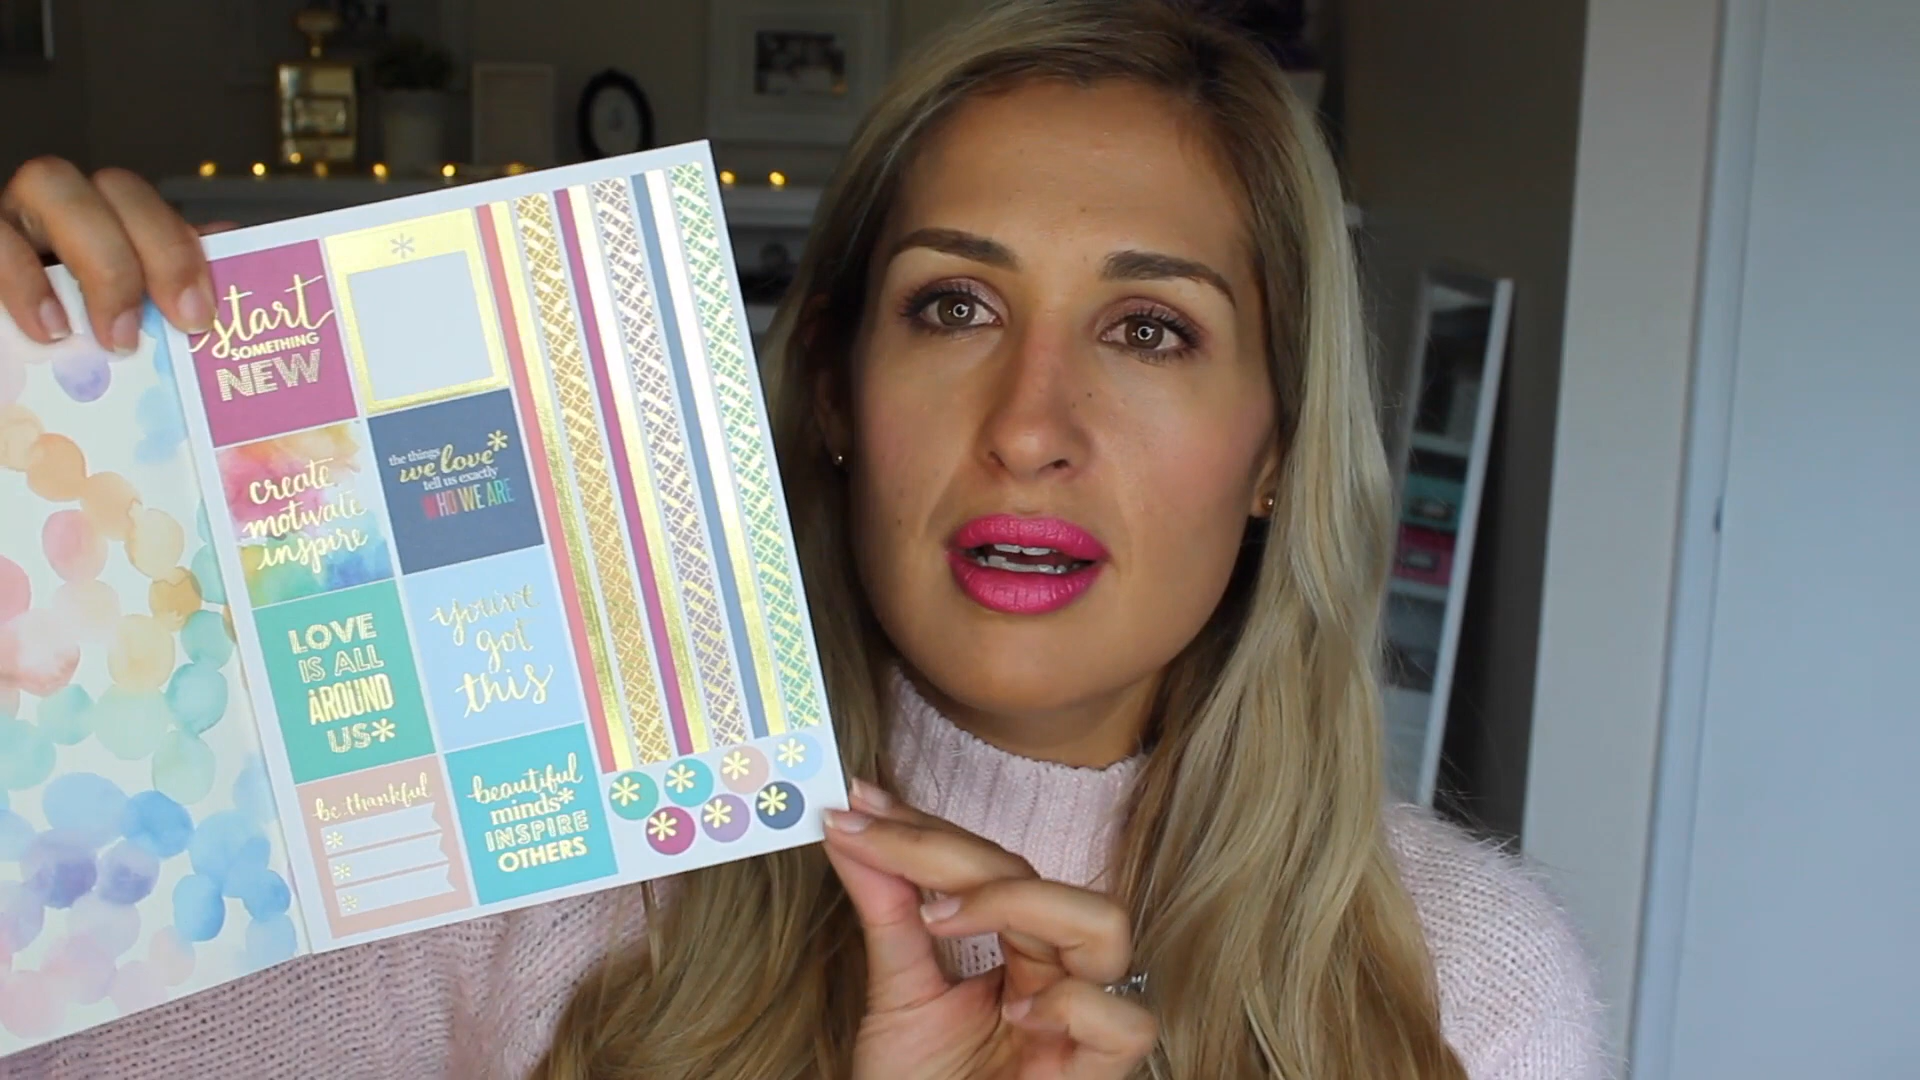 start
SOMETHING
NEW
create
motivate
inspire
the things
we love*
tell us exactly
WHO WE ARE
LOVE
IS ALL
AROUND
US*
you've
got
this
be thankful
beautiful
minds*
INSPIRE
OTHERS